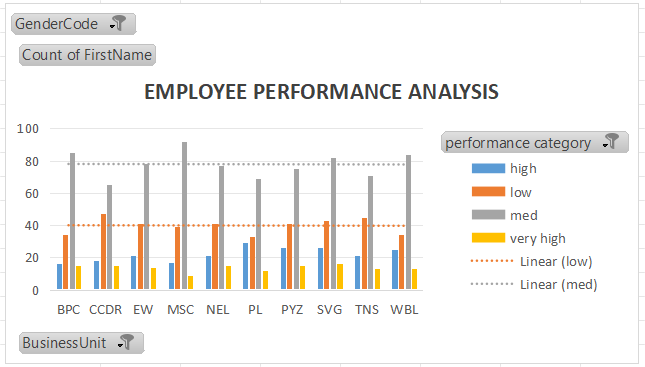 GenderCode
Count of FirstName
EMPLOYEE PERFORMANCE ANALYSIS
100
80
60
40
20
0
BPC CCDR EW MSC NEL PL PYZ SVG TNS WBL
performance category
high
low
med
very high
Linear (low)
Linear (med)
BusinessUnit